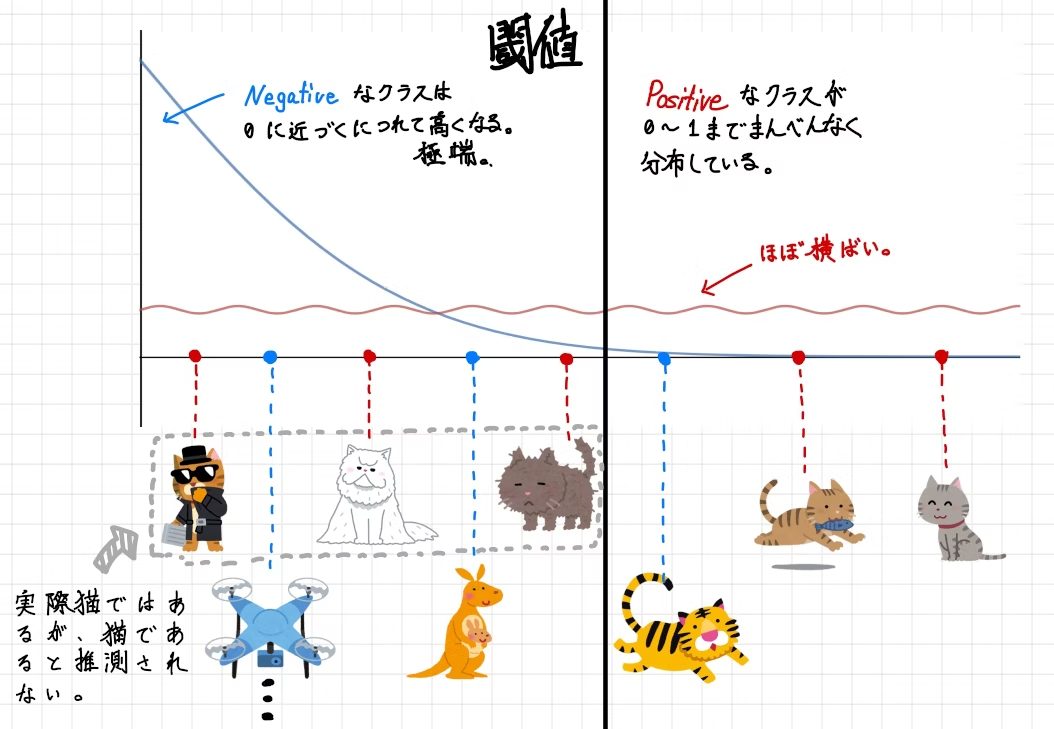 閾値
Negative なクラスは
0 に近づくにつれて高くなる。
極端。
Positive なクラスが
0〜1までまんべんなく
分布している。
ほぼ横ばい。
実際猫ではあ
るが、猫であ
ると推測され
ない。